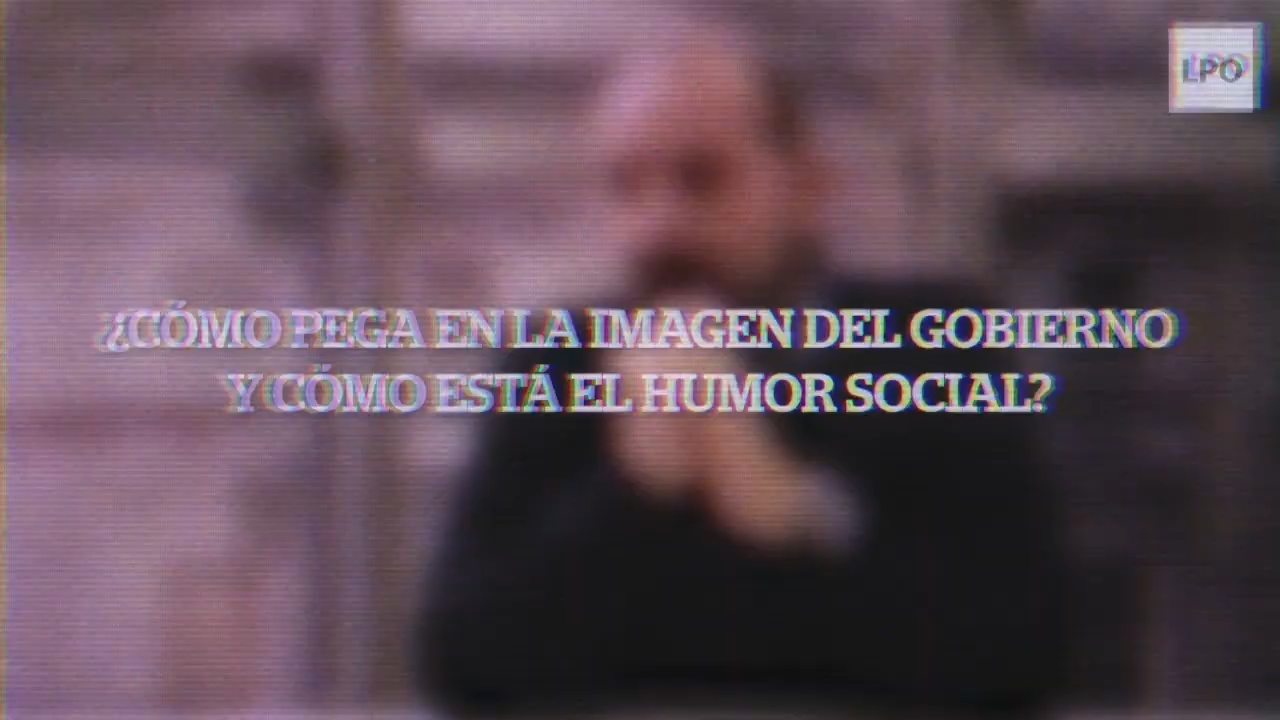 LPO
¿CÓMO PEGA EN LA IMAGEN DEL GOBIERNO
Y CÓMO ESTÁ EL HUMOR SOCIAL?